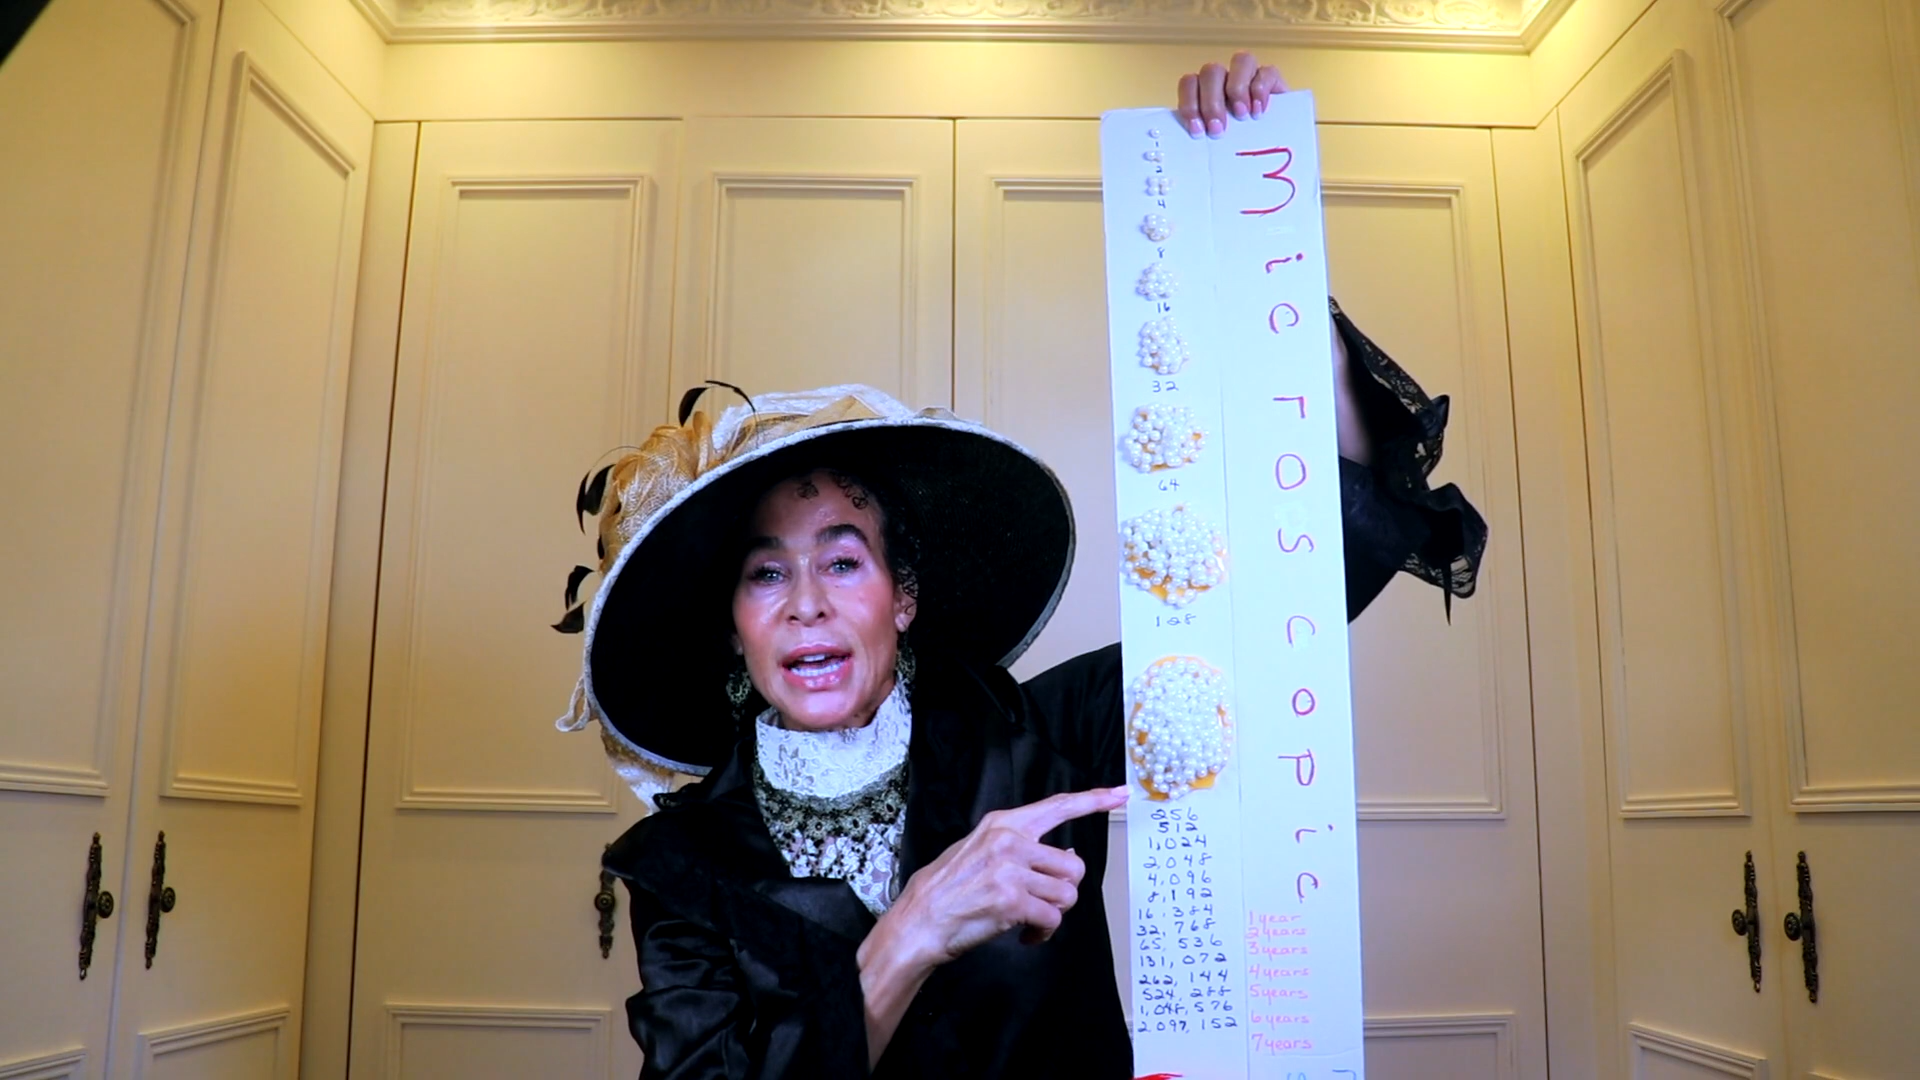 1
2
4
8
16
32
64
128
256
512
1,024
2,048
4,096
8,192
16,384
32,768
65,536
131,072
262,144
524,288
1,048,576
2,097,152
Microscopic
1 year
2 years
3 years
4 years
5 years
6 years
7 years